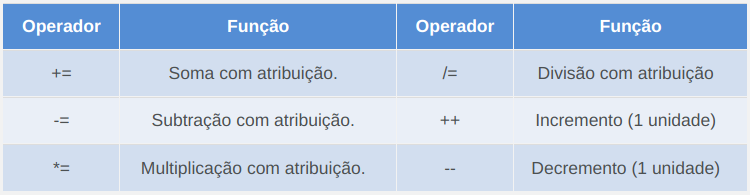 Operador Função Operador Função
+= Soma com atribuição. /= Divisão com atribuição
-= Subtração com atribuição. ++ Incremento (1 unidade)
*= Multiplicação com atribuição. -- Decremento (1 unidade)